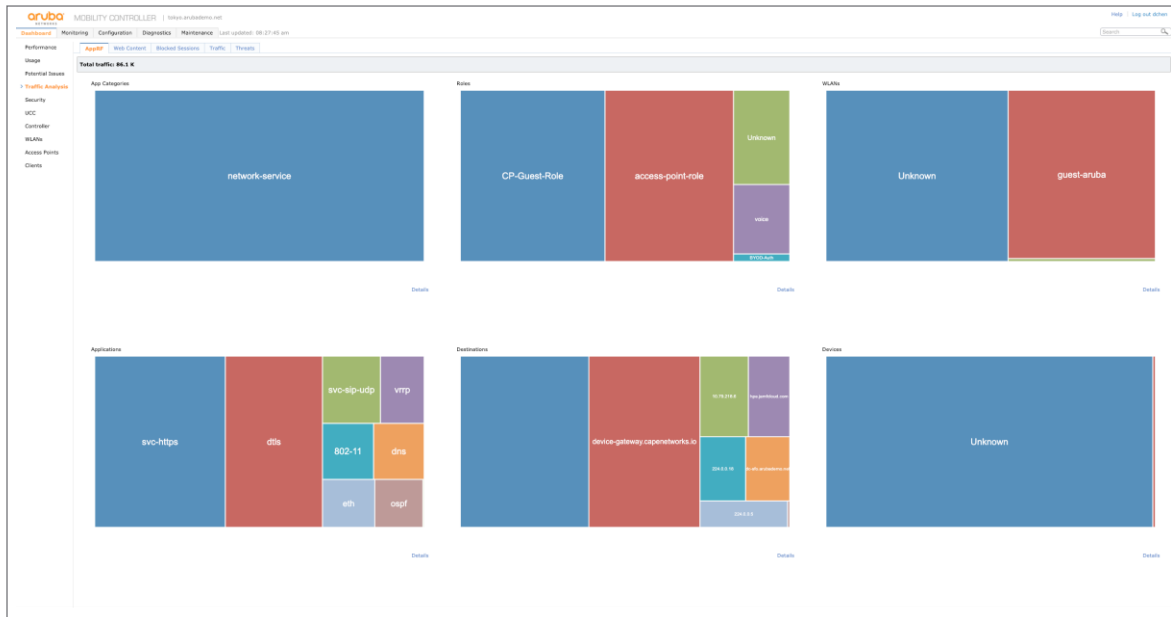 aruba
NETWORKS
MOBILITY CONTROLLER | tokyo.arubademo.net
Help | Log out dchen
Dashboard Monitoring Configuration Diagnostics Maintenance Last updated: 08:27:45 am
Search
Performance
Usage
Potential Issues
Traffic Analysis
Security
UCC
Controller
WLANs
Access Points
Clients
AppRF Web Content Blocked Sessions Traffic Threats
Total traffic: 86.1 K
App Categories
network-service
Details
Roles
CP-Guest-Role
access-point-role
Unknown
voice
Details
WLANs
Unknown
guest-aruba
Details
Applications
svc-https
dtls
svc-sip-udp
vrrp
802-11
dns
eth
ospf
Details
Destinations
device-gateway.capenetworks.io
Details
Devices
Unknown
Details